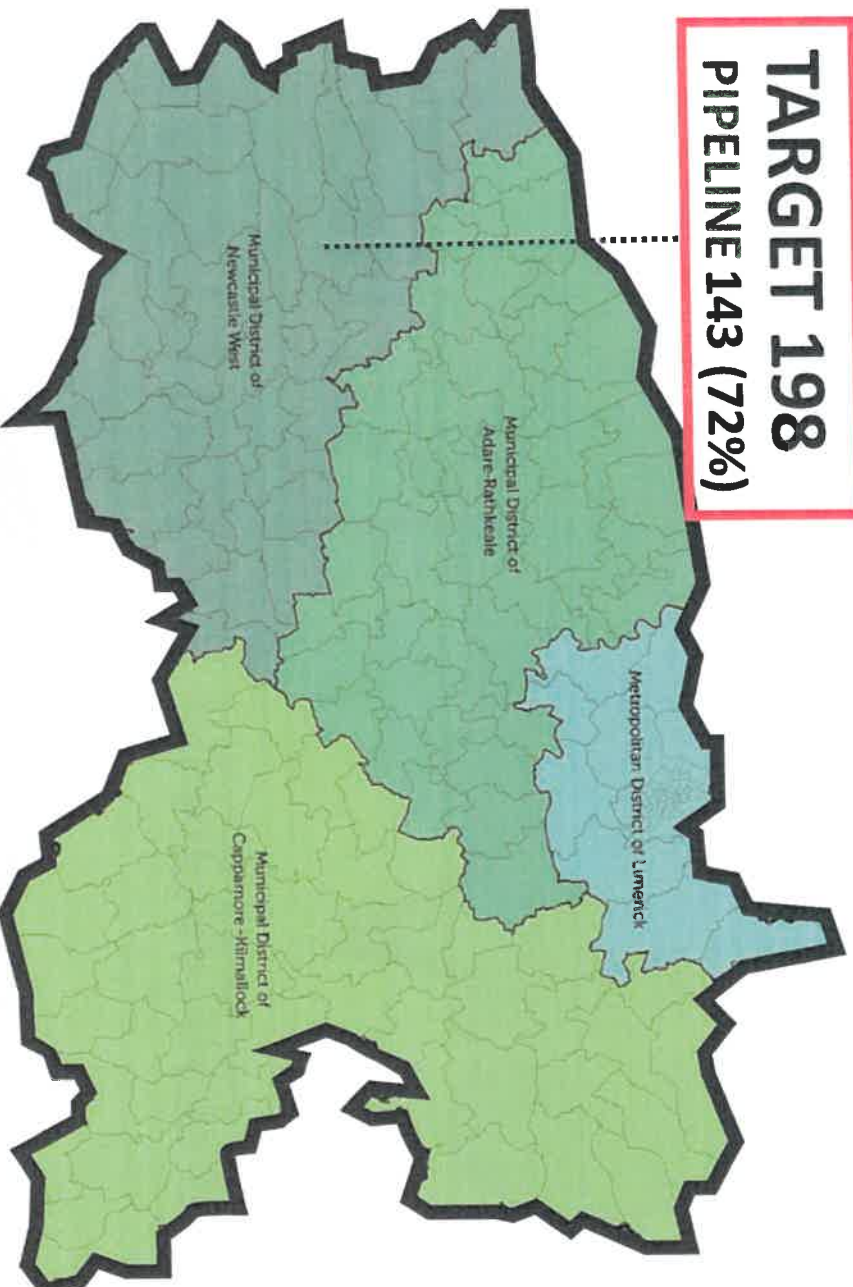 TARGET 198
PIPELINE 143 (72%)
Municipal District of
Newcastle West
Municipal District of
Adare-Rathkeale
Metropolitan District of Limerick
Municipal District of
Cappamore -Kilmallock